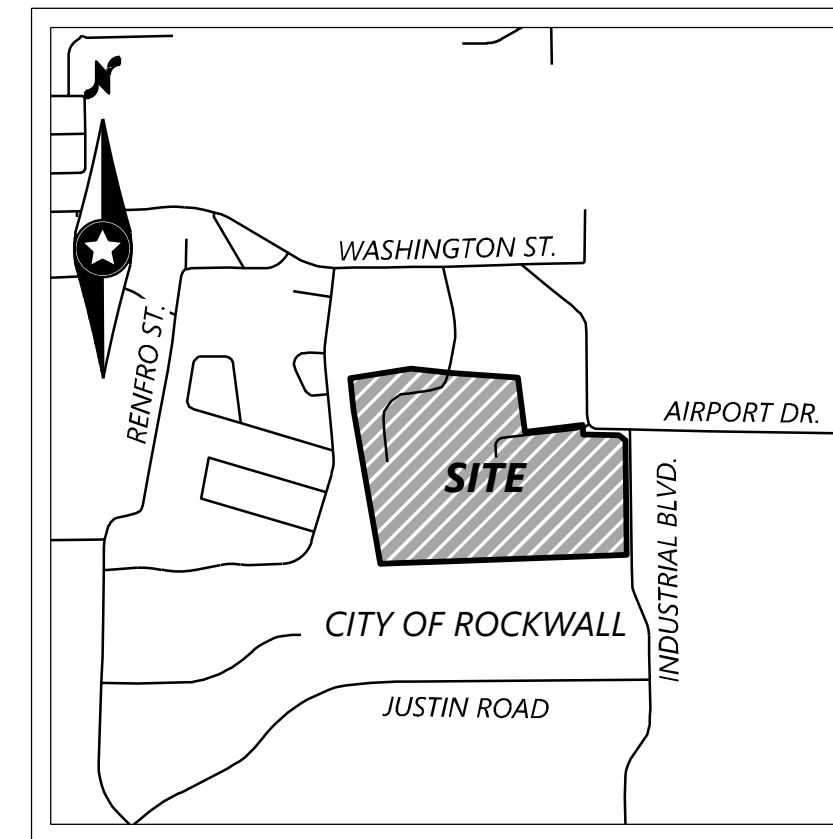 N
WASHINGTON ST.
RENFRO ST.
AIRPORT DR.
SITE
INDUSTRIAL BLVD.
CITY OF ROCKWALL
JUSTIN ROAD